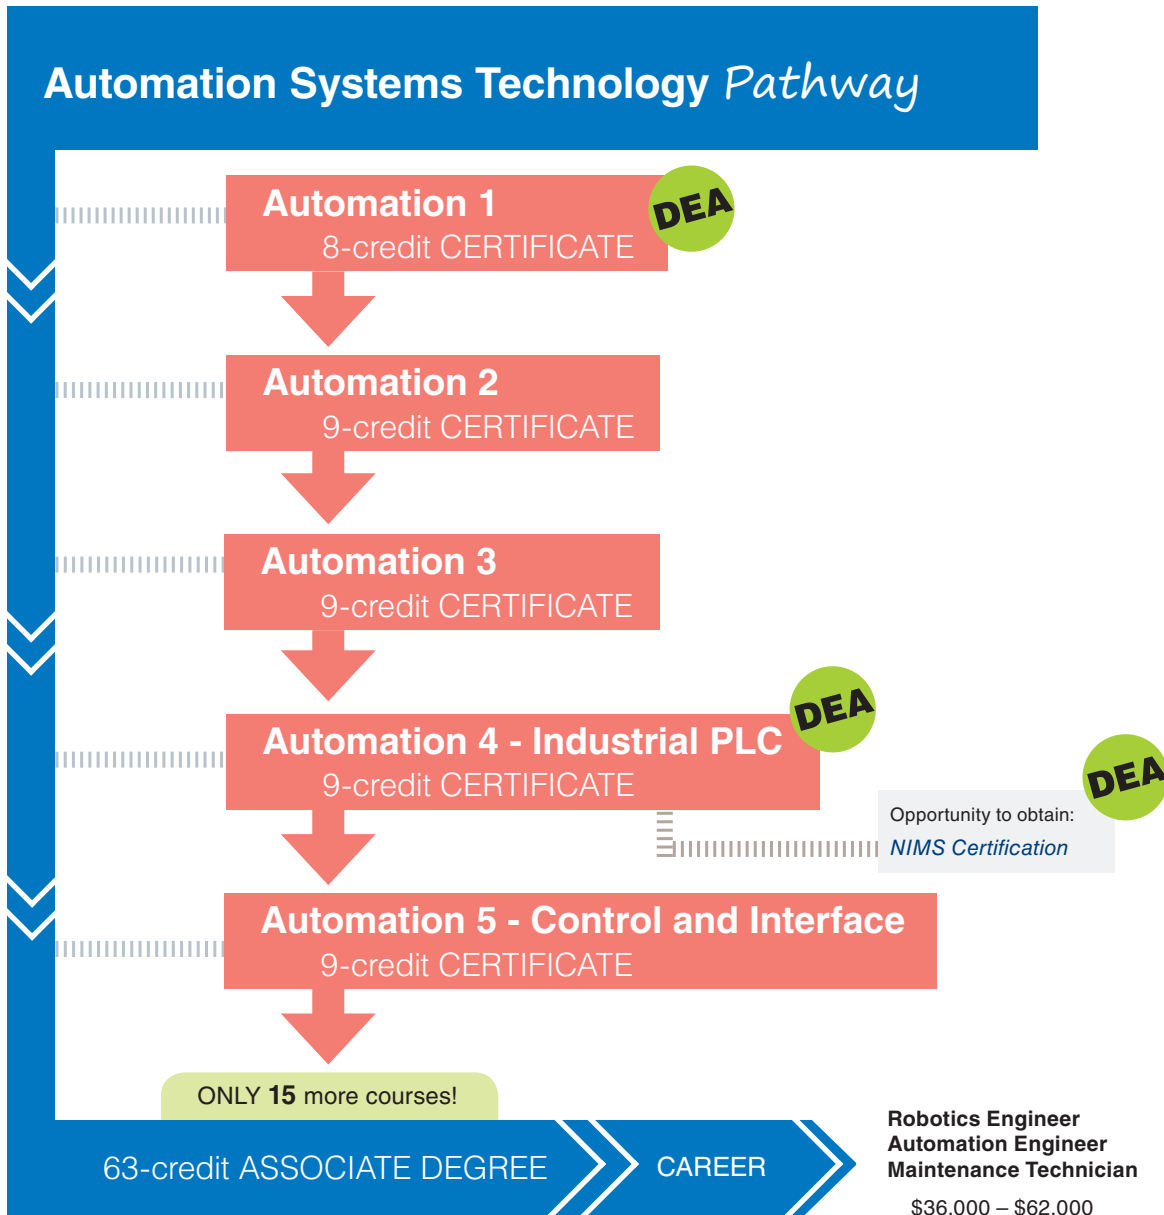 Automation Systems Technology Pathway
Automation 1
8-credit CERTIFICATE
DEA
Automation 2
9-credit CERTIFICATE
Automation 3
9-credit CERTIFICATE
Automation 4 - Industrial PLC
9-credit CERTIFICATE
DEA
Opportunity to obtain:
NIMS Certification
DEA
Automation 5 - Control and Interface
9-credit CERTIFICATE
ONLY 15 more courses!
63-credit ASSOCIATE DEGREE
CAREER
Robotics Engineer
Automation Engineer
Maintenance Technician
$36,000 – $62,000